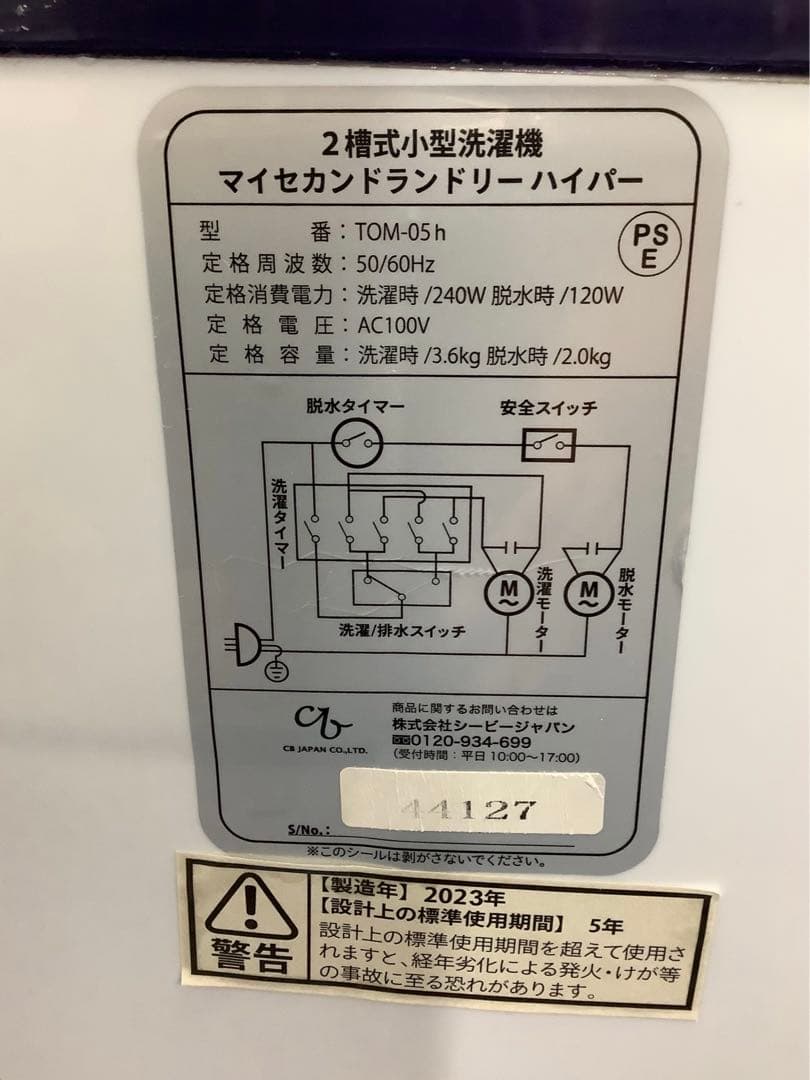 2槽式小型洗濯機
マイセカンドランドリー ハイパー
型番：TOM-05h
定格周波数：50/60Hz
定格消費電力：洗濯時/240W 脱水時/120W
定格電圧：AC100V
定格容量：洗濯時/3.6kg 脱水時/2.0kg
PS
E
脱水タイマー
安全スイッチ
洗濯タイマー
M
洗濯モーター
M
脱水モーター
洗濯/排水スイッチ
cb
CB JAPAN CO.,LTD.
商品に関するお問い合わせは
株式会社シービージャパン
0120-934-699
（受付時間：平日 10:00～17:00）
44127
S/No.：
※このシールは剥がさないでください。
警告
【製造年】 2023年
【設計上の標準使用期間】 5年
設計上の標準使用期間を超えて使用さ
れますと、経年劣化による発火・けが等
の事故に至る恐れがあります。